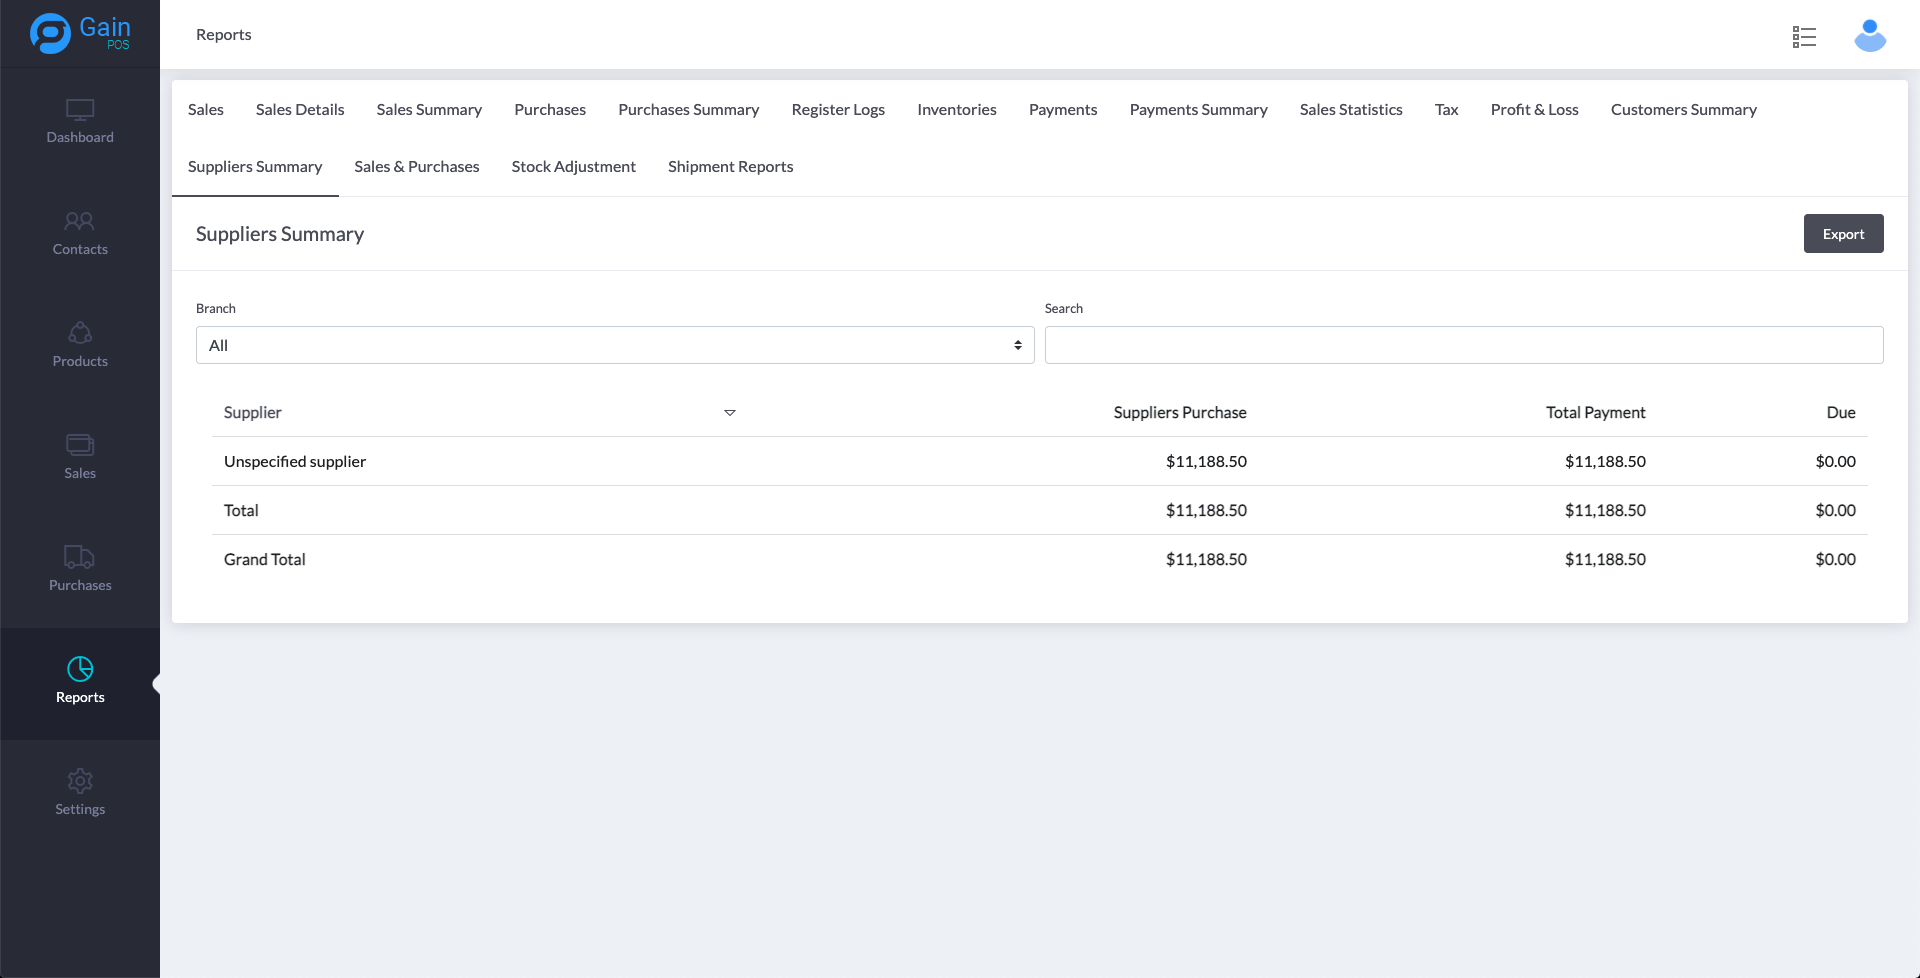 Gain
POS
Reports
Dashboard
Contacts
Products
Sales
Purchases
Reports
Settings
Sales Sales Details Sales Summary Purchases Purchases Summary Register Logs Inventories Payments Payments Summary Sales Statistics Tax Profit & Loss Customers Summary
Suppliers Summary Sales & Purchases Stock Adjustment Shipment Reports
Suppliers Summary Export
Branch Search
All
Supplier Suppliers Purchase Total Payment Due
Unspecified supplier $11,188.50 $11,188.50 $0.00
Total $11,188.50 $11,188.50 $0.00
Grand Total $11,188.50 $11,188.50 $0.00